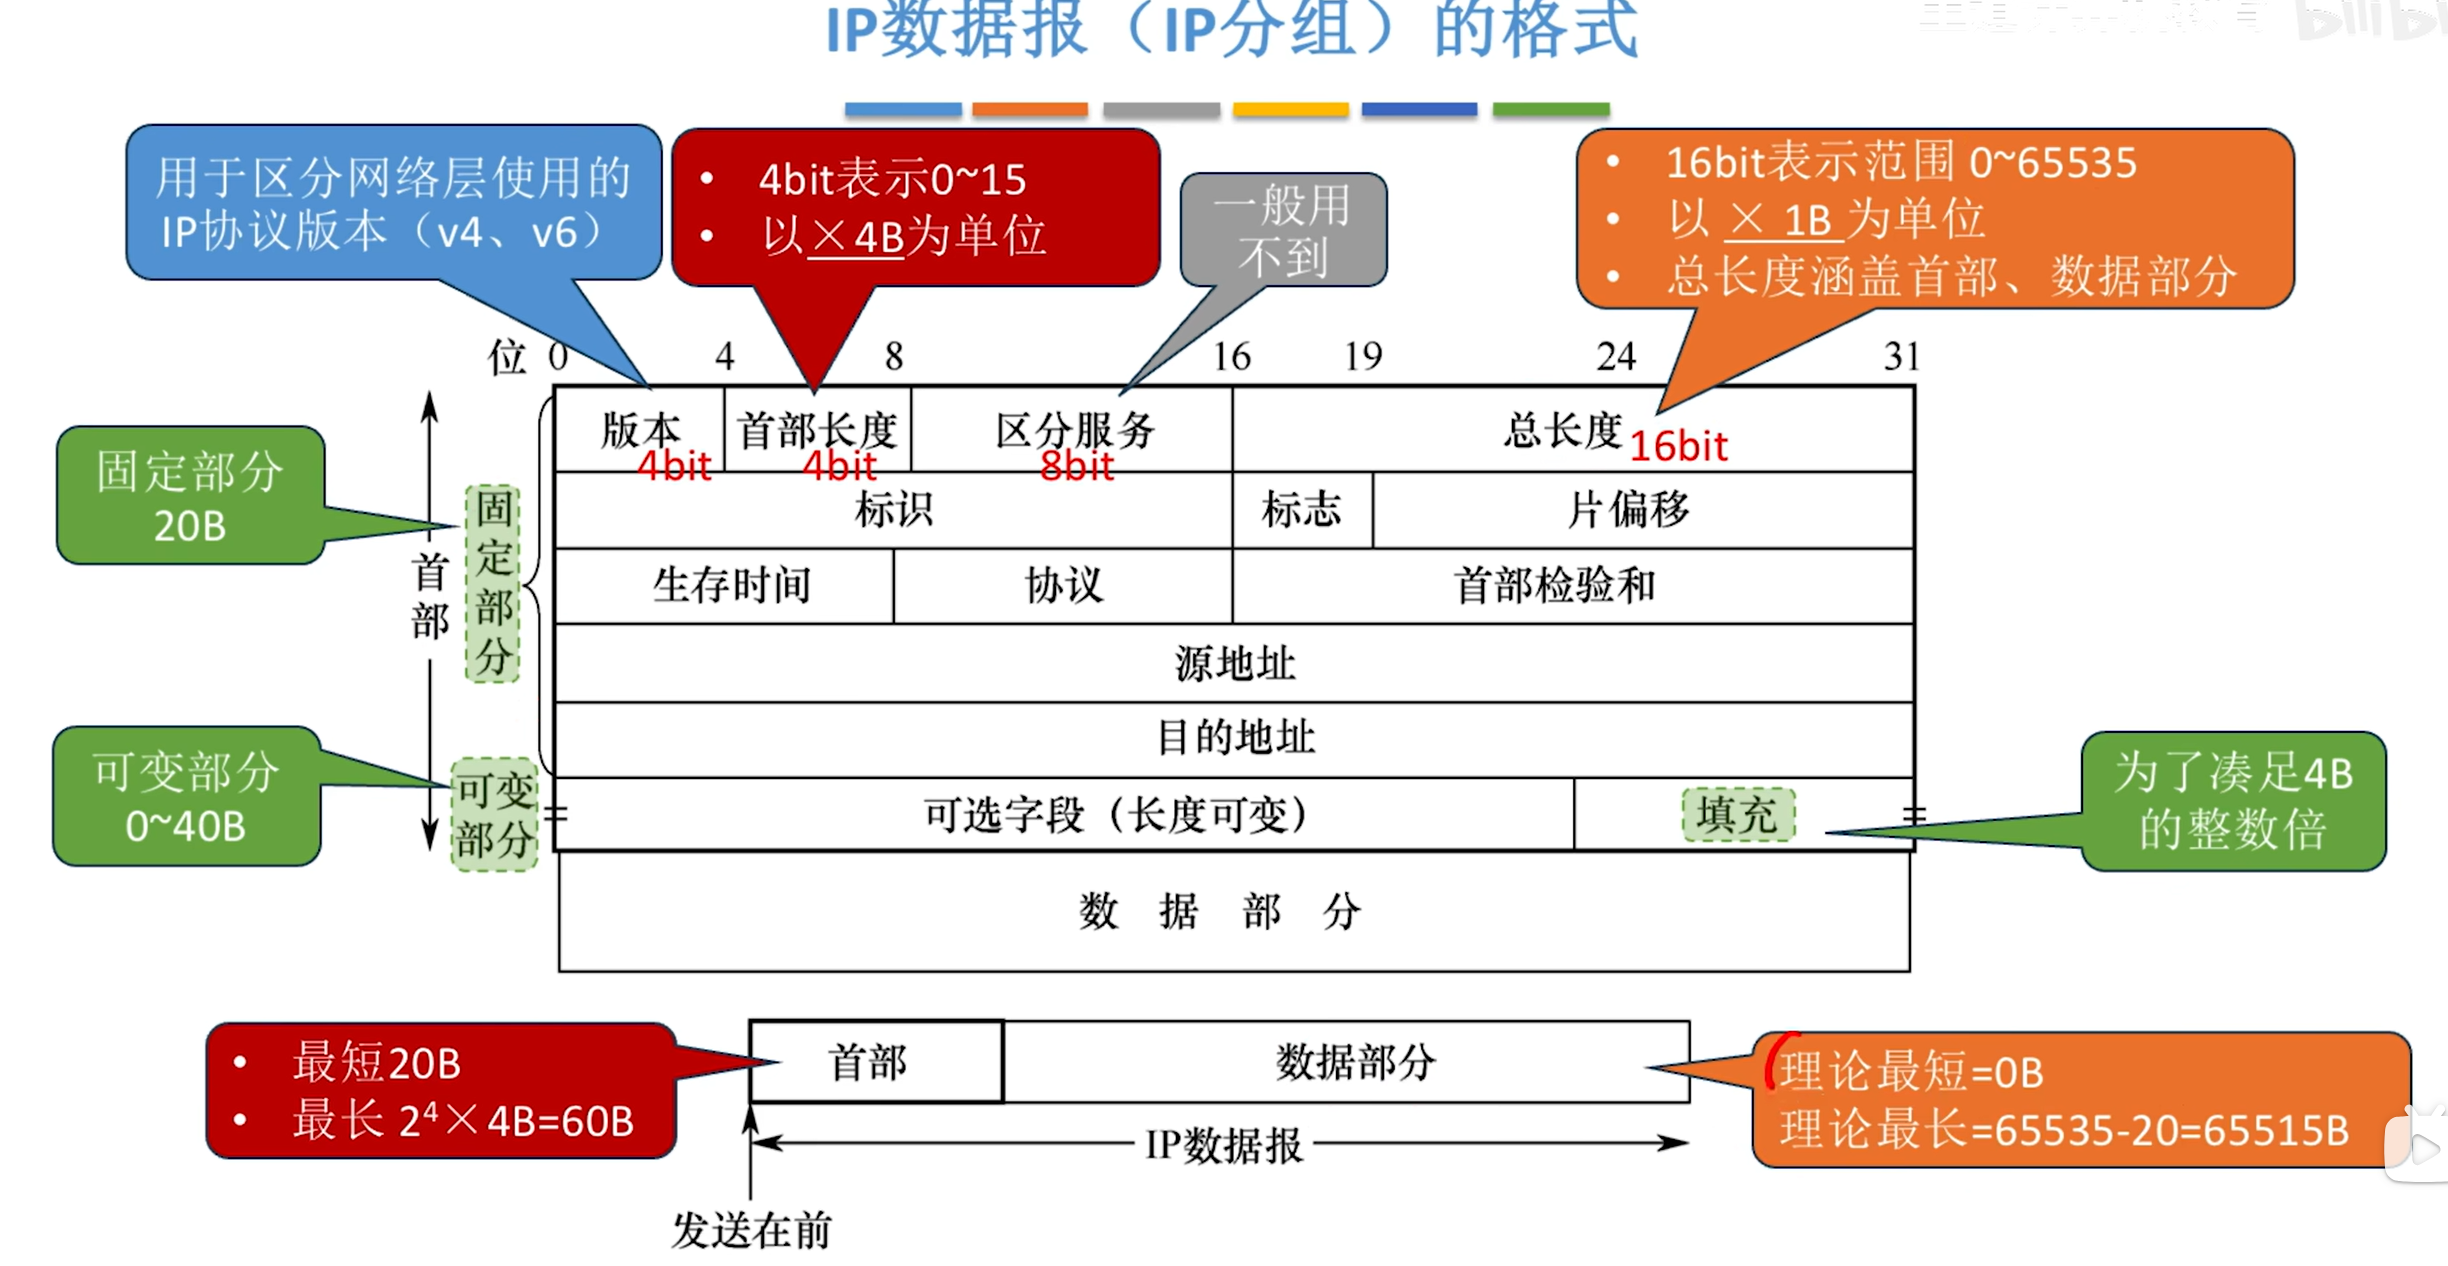 IP数据报（IP分组）的格式
用于区分网络层使用的
IP协议版本（v4、v6）
• 4bit表示0~15
• 以×4B为单位
一般用
不到
• 16bit表示范围 0~65535
• 以 × 1B 为单位
• 总长度涵盖首部、数据部分
位 0 4 8 16 19 24 31
版本 首部长度 区分服务 总长度 16bit
4bit 4bit 8bit
固定部分
20B
标识 标志 片偏移
首部
固定部分
生存时间 协议 首部检验和
源地址
目的地址
可变部分
0~40B
可变
部分
可选字段（长度可变） 填充
为了凑足4B
的整数倍
数 据 部 分
• 最短20B
• 最长 2⁴×4B=60B
首部 数据部分
理论最短=0B
理论最长=65535-20=65515B
IP数据报
发送在前